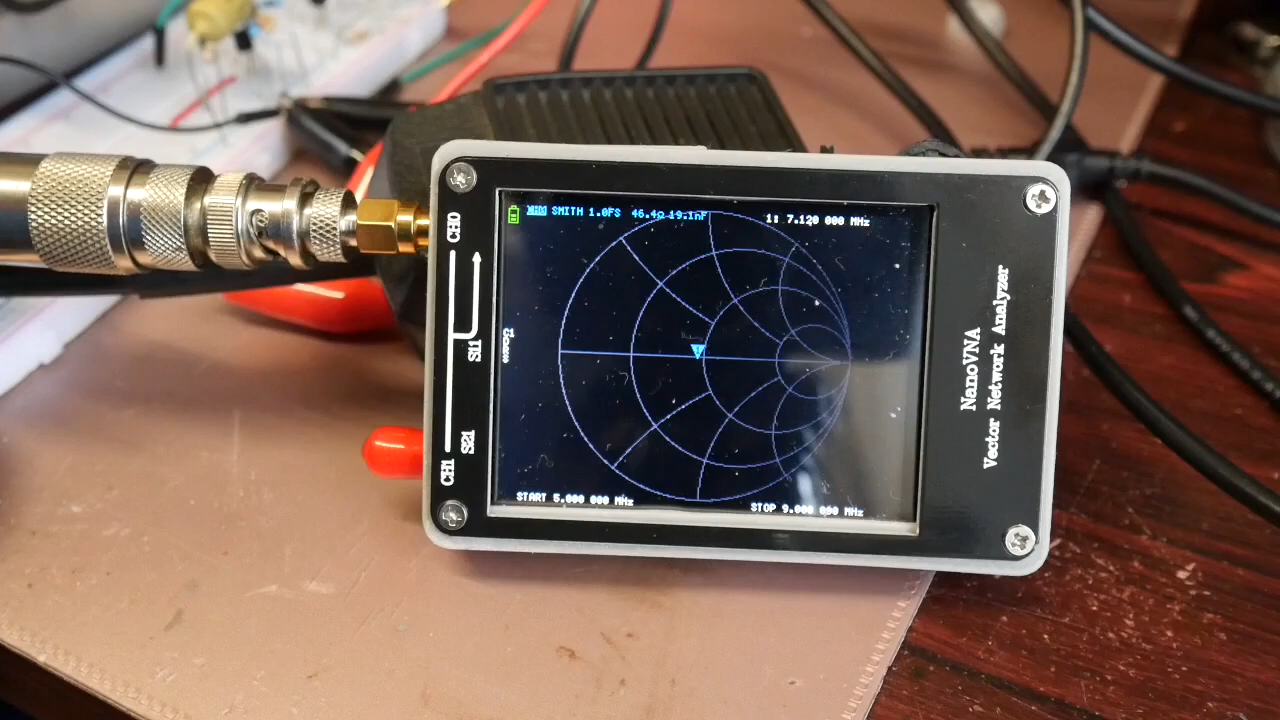 SMITH 1.0FS 46.4Ω 19.1nF
1: 7.120 000 MHz
CH0
S11
S21
CH1
START 5.000 000 MHz
STOP 9.000 000 MHz
NanoVNA
Vector Network Analyzer